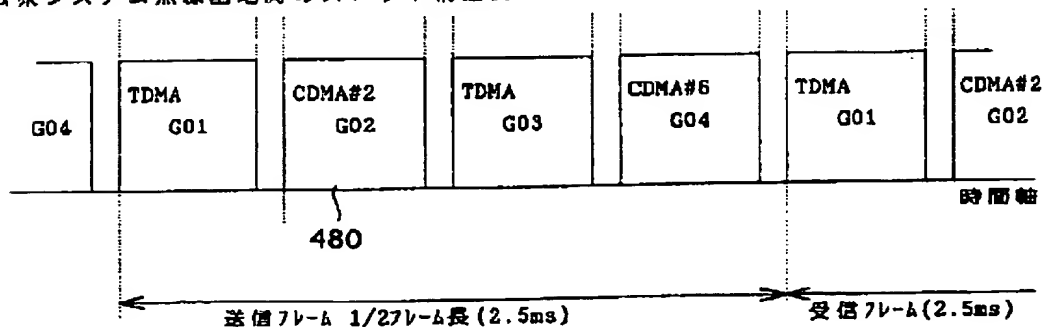 TDMA CDMA#2 TDMA CDMA#6 TDMA CDMA#2
G04 G01 G02 G03 G04 G01 G02
時間軸
480
送信フレーム 1/2フレーム長(2.5ms) 受信フレーム(2.5ms)